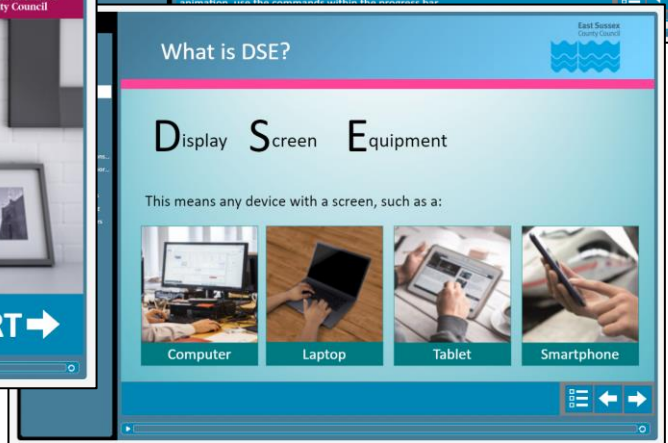 ty Council
animation, use the commands within the progress bar
What is DSE?
East Sussex
County Council
Display Screen Equipment
This means any device with a screen, such as a:
Computer Laptop Tablet Smartphone
RT